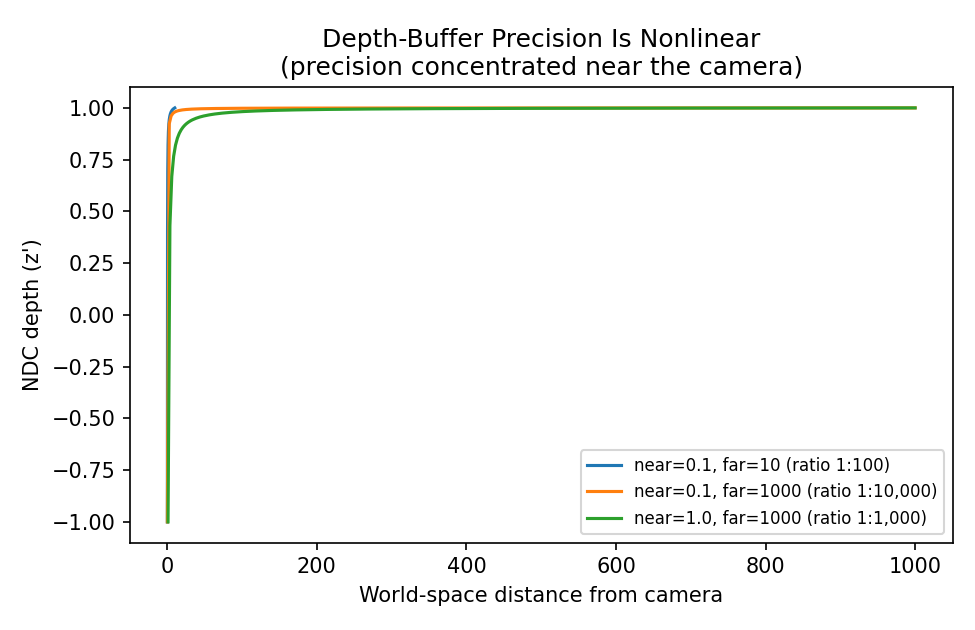 Depth-Buffer Precision Is Nonlinear
(precision concentrated near the camera)
NDC depth (z')
1.00
0.75
0.50
0.25
0.00
−0.25
−0.50
−0.75
−1.00
near=0.1, far=10 (ratio 1:100)
near=0.1, far=1000 (ratio 1:10,000)
near=1.0, far=1000 (ratio 1:1,000)
0 200 400 600 800 1000
World-space distance from camera